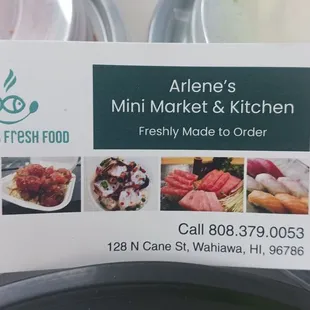 Arlene's
Mini Market & Kitchen
Freshly Made to Order
FRESH FOOD
Call 808.379.0053
128 N Cane St, Wahiawa, HI, 96786